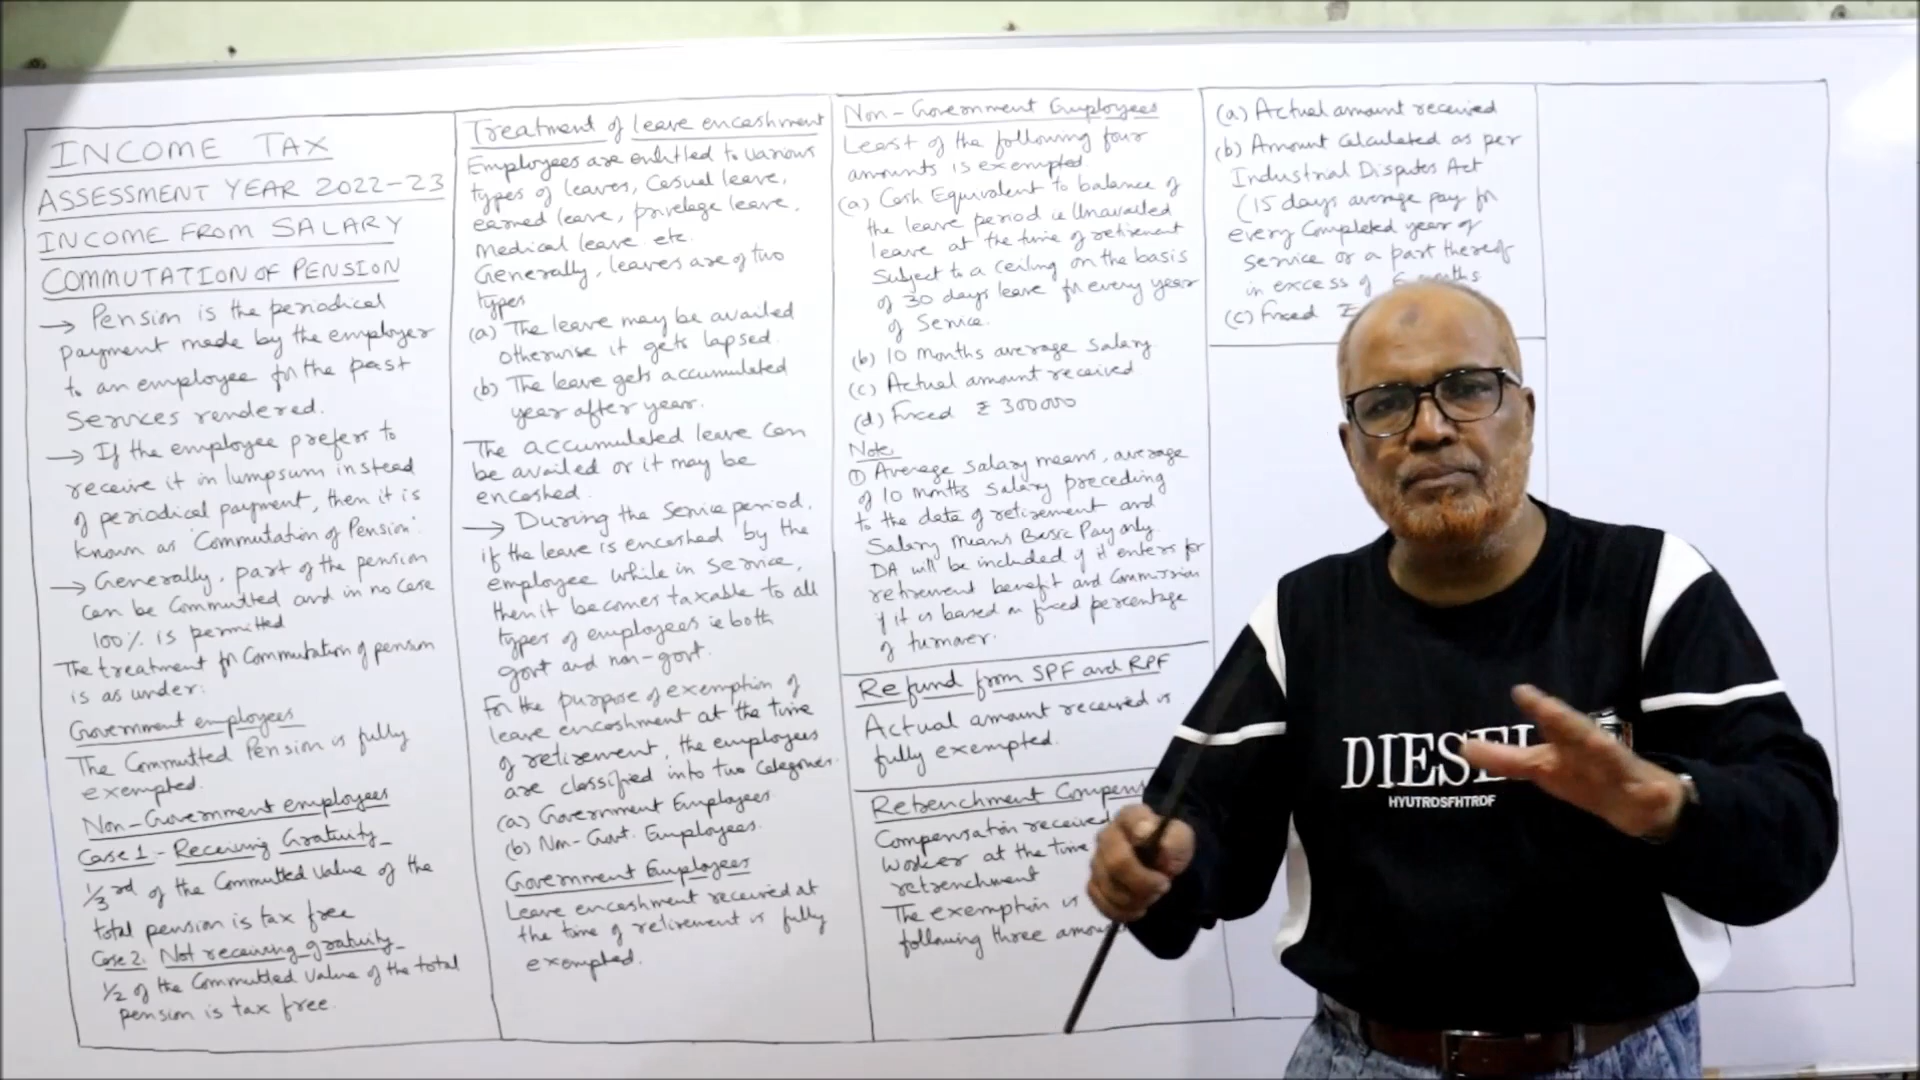 INCOME TAX
ASSESSMENT YEAR 2022-23
INCOME FROM SALARY
COMMUTATION OF PENSION
→ Pension is the periodical
payment made by the employer
to an employee for the past
services rendered.
→ If the employee prefers to
receive it in lumpsum instead
of periodical payment, then it is
known as 'Commutation of Pension'.
→ Generally, part of the pension
can be Committed and in no case
100% is permitted
The treatment for Commutation of pension
is as under:
Government employees
The Committed Pension is fully
exempted.
Non-Government employees
Case 1 - Receiving Gratuity
1/3 rd of the Committed value of the
total pension is tax free
Case 2. Not receiving gratuity
1/2 of the Committed value of the total
pension is tax free.
Treatment of leave encashment
Employees are entitled to various
types of leaves, Casual leave,
earned leave, privelege leave,
medical leave etc.
Generally, leaves are of two
types
(a) The leave may be availed
otherwise it gets lapsed.
(b) The leave gets accumulated
year after year.
The accumulated leave can
be availed or it may be
encashed.
→ During the service period,
if the leave is encashed by the
employee while in service,
then it becomes taxable to all
types of employees ie both
govt and non-govt.
For the purpose of exemption of
leave encashment at the time
of retirement, the employees
are classified into two categories.
(a) Government Employees
(b) Non-Govt. Employees.
Government Employees
Leave encashment received at
the time of retirement is fully
exempted.
Non-Government Employees
Least of the following four
amounts is exempted
(a) Cash Equivalent to balance of
the leave period ie Unavailed
leave at the time of retirement
Subject to a ceiling on the basis
of 30 days leave for every year
of Service.
(b) 10 months average salary.
(c) Actual amount received
(d) Fixed ₹ 300000
Note
① Average salary means, average
of 10 months salary preceding
to the date of retirement and
Salary means Basic Pay only.
DA will be included if it enters for
retirement benefit and Commission
if it is based on fixed percentage
of turnover.
Refund from SPF and RPF
Actual amount received is
fully exempted.
Retrenchment Compens
Compensation received
worker at the time
retrenchment
The exemption is
following three amou
(a) Actual amount received
(b) Amount Calculated as per
Industrial Disputes Act
(15 days average pay for
every completed year of
service or a part thereof
in excess of 6 months
(c) Fixed ₹
DIESEL
HYUTRDSFHTRDF